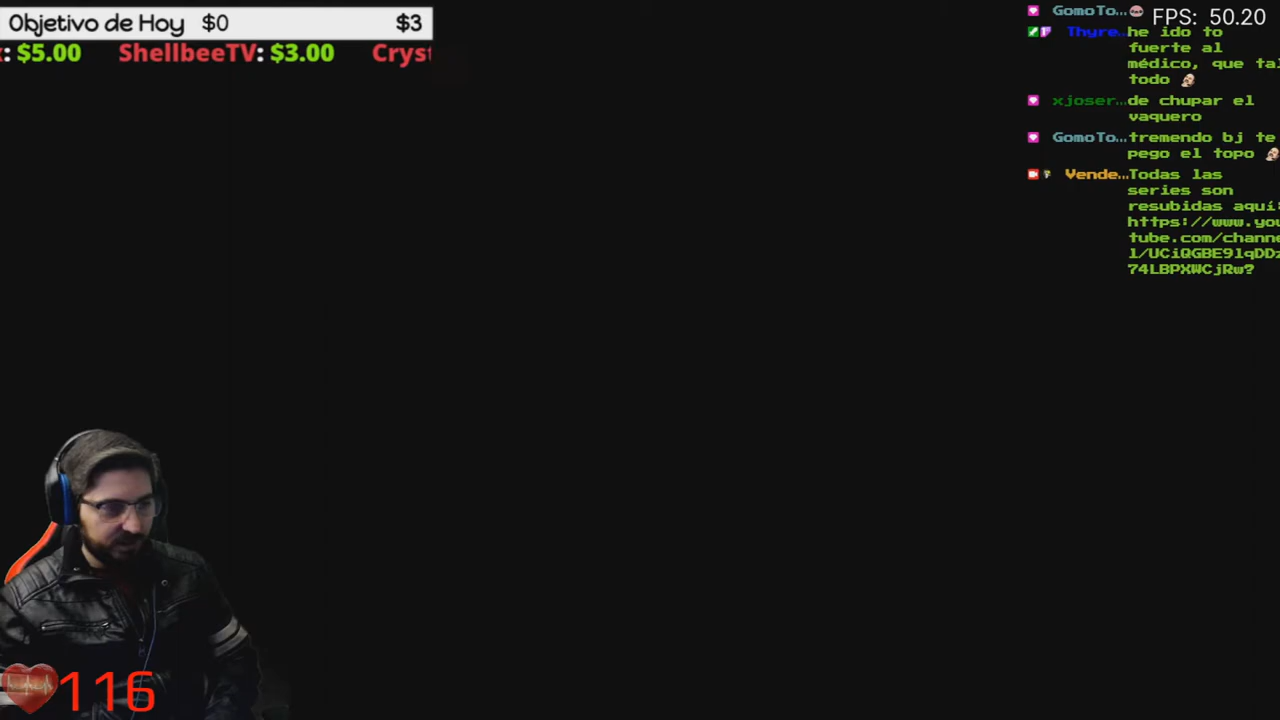 Objetivo de Hoy $0 $3
: $5.00 ShellbeeTV: $3.00 Cryst
FPS: 50.20
GomoTo...
Thyre...he ido to
fuerte al
médico, que tal
todo
xjoser...de chupar el
vaquero
GomoTo...tremendo bj te
pego el topo
Vende...Todas las
series son
resubidas aquí:
https://www.you
tube.com/channe
l/UCiQGBE9lqDDz
74LBPXWCjRw?
116